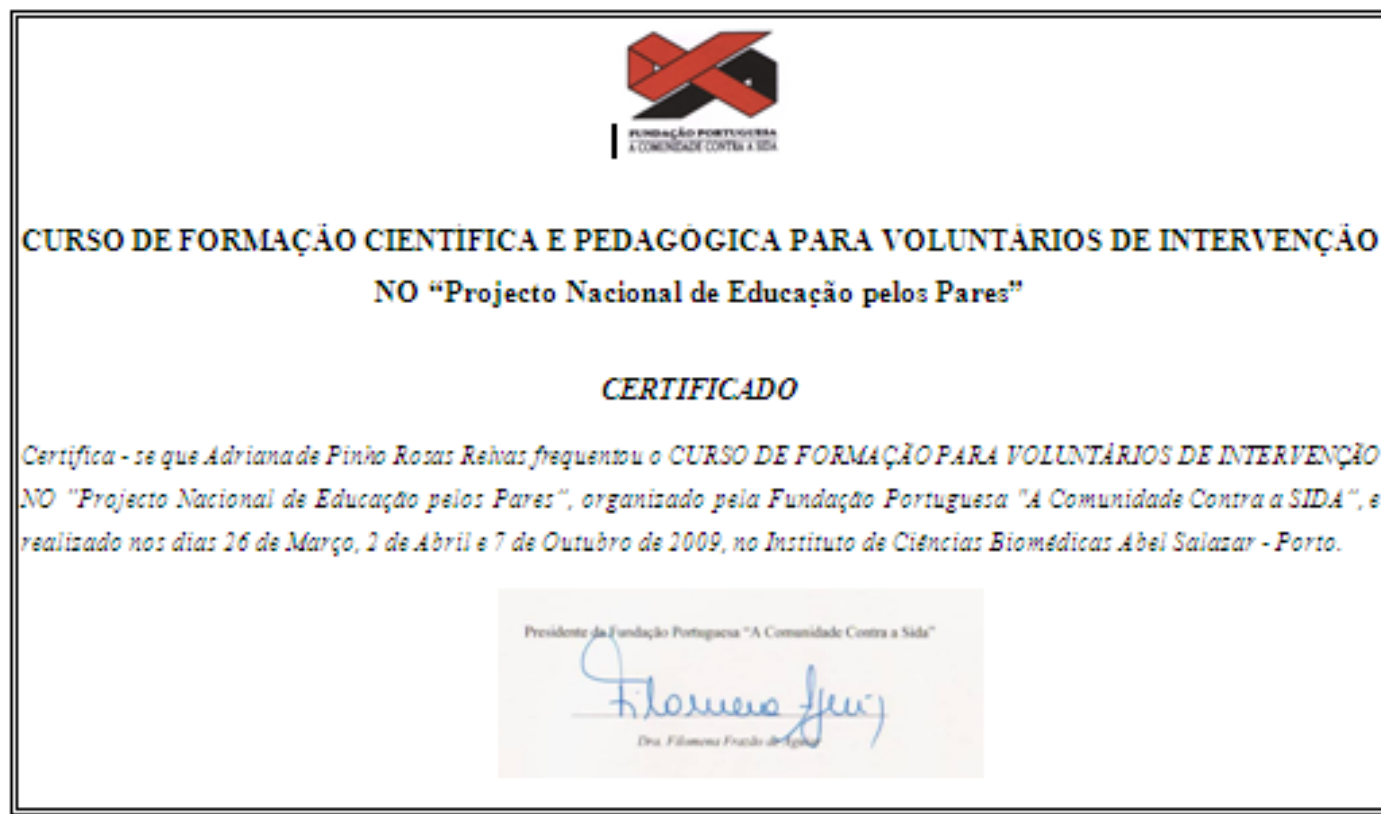 FUNDAÇÃO PORTUGUESA
A COMUNIDADE CONTRA A SIDA
CURSO DE FORMAÇÃO CIENTÍFICA E PEDAGÓGICA PARA VOLUNTÁRIOS DE INTERVENÇÃO
NO “Projecto Nacional de Educação pelos Pares”
CERTIFICADO
Certifica - se que Adriana de Pinho Rosas Relvas frequentou o CURSO DE FORMAÇÃO PARA VOLUNTÁRIOS DE INTERVENÇÃO
NO "Projecto Nacional de Educação pelos Pares", organizado pela Fundação Portuguesa "A Comunidade Contra a SIDA", e
realizado nos dias 26 de Março, 2 de Abril e 7 de Outubro de 2009, no Instituto de Ciências Biomédicas Abel Salazar - Porto.
Presidente da Fundação Portuguesa “A Comunidade Contra a Sida”
Filomena
Dra. Filomena Frazão de Aguiar